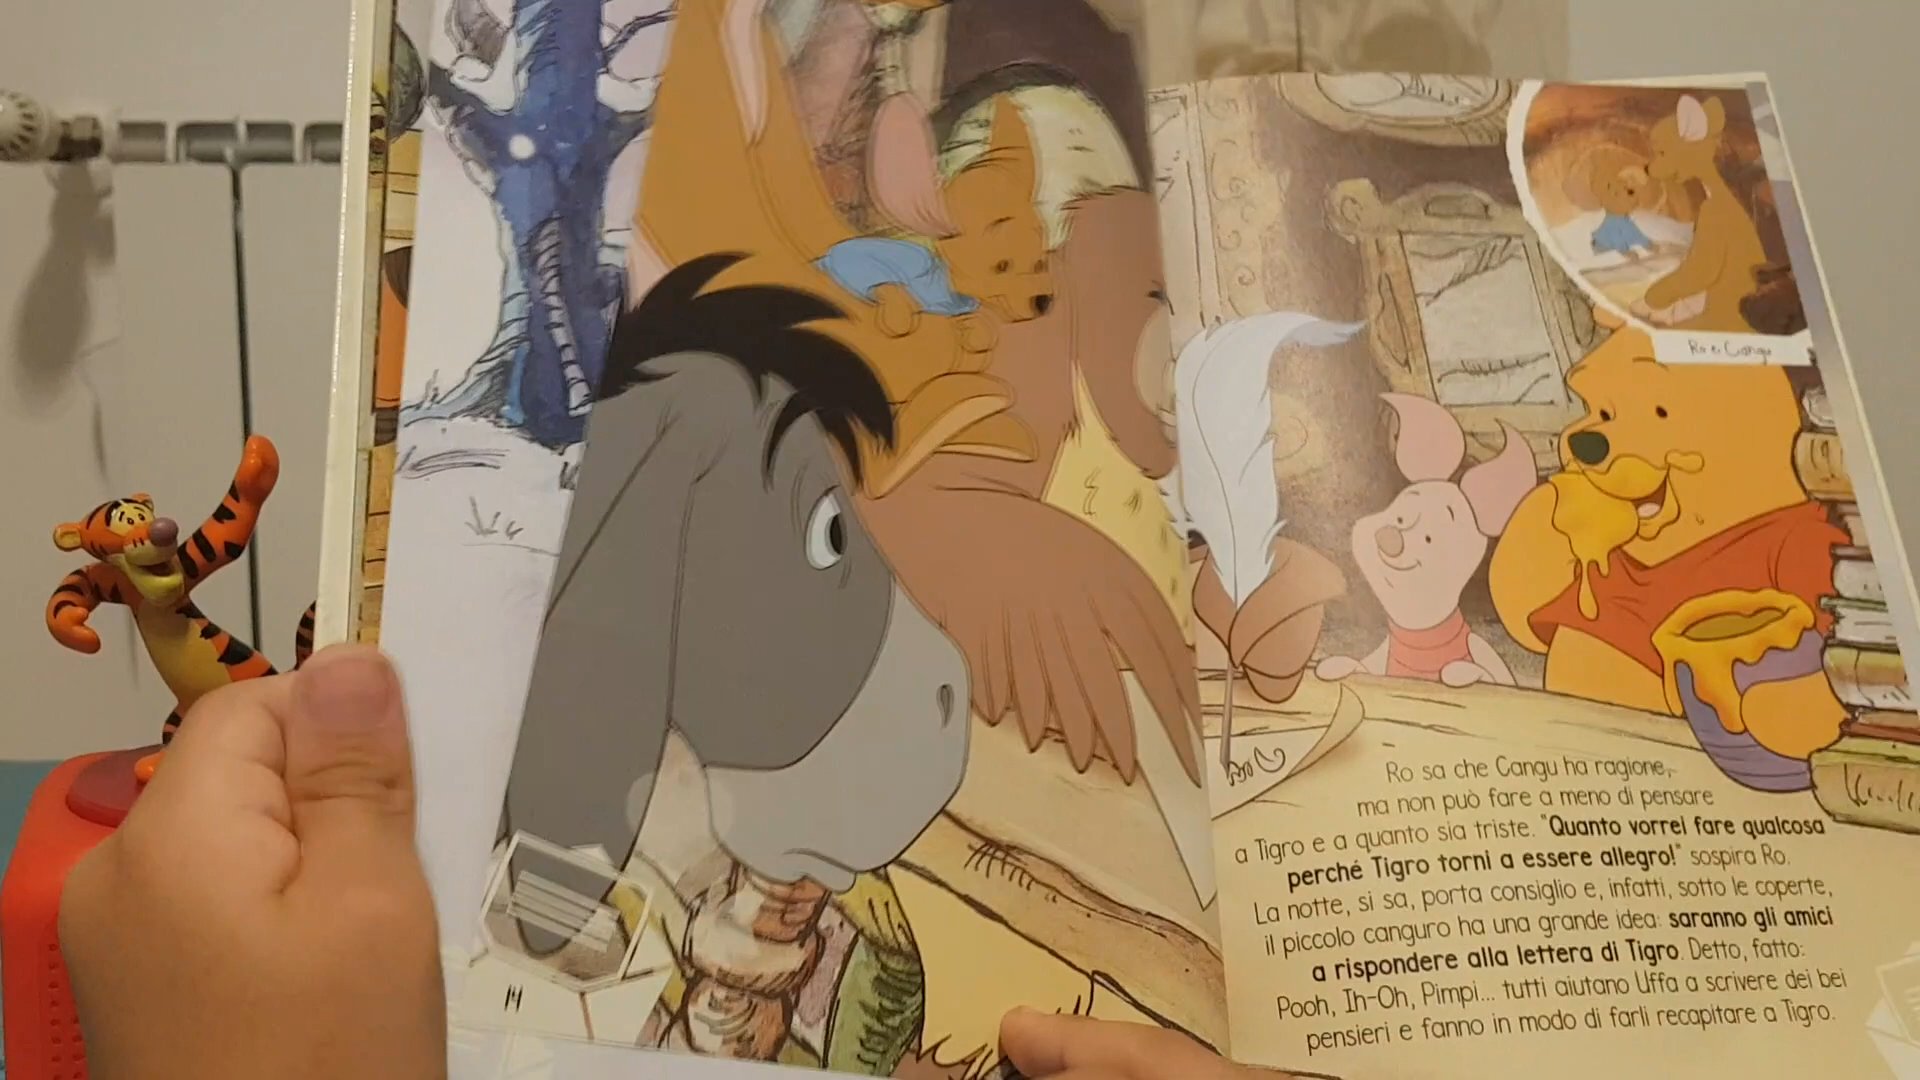 Ro e Cangu
Ro sa che Cangu ha ragione,
ma non può fare a meno di pensare
a Tigro e a quanto sia triste. "Quanto vorrei fare qualcosa
perché Tigro torni a essere allegro!" sospira Ro.
La notte, si sa, porta consiglio e, infatti, sotto le coperte,
il piccolo canguro ha una grande idea: saranno gli amici
a rispondere alla lettera di Tigro. Detto, fatto:
Pooh, Ih-Oh, Pimpi... tutti aiutano Uffa a scrivere dei bei
pensieri e fanno in modo di farli recapitare a Tigro.
14